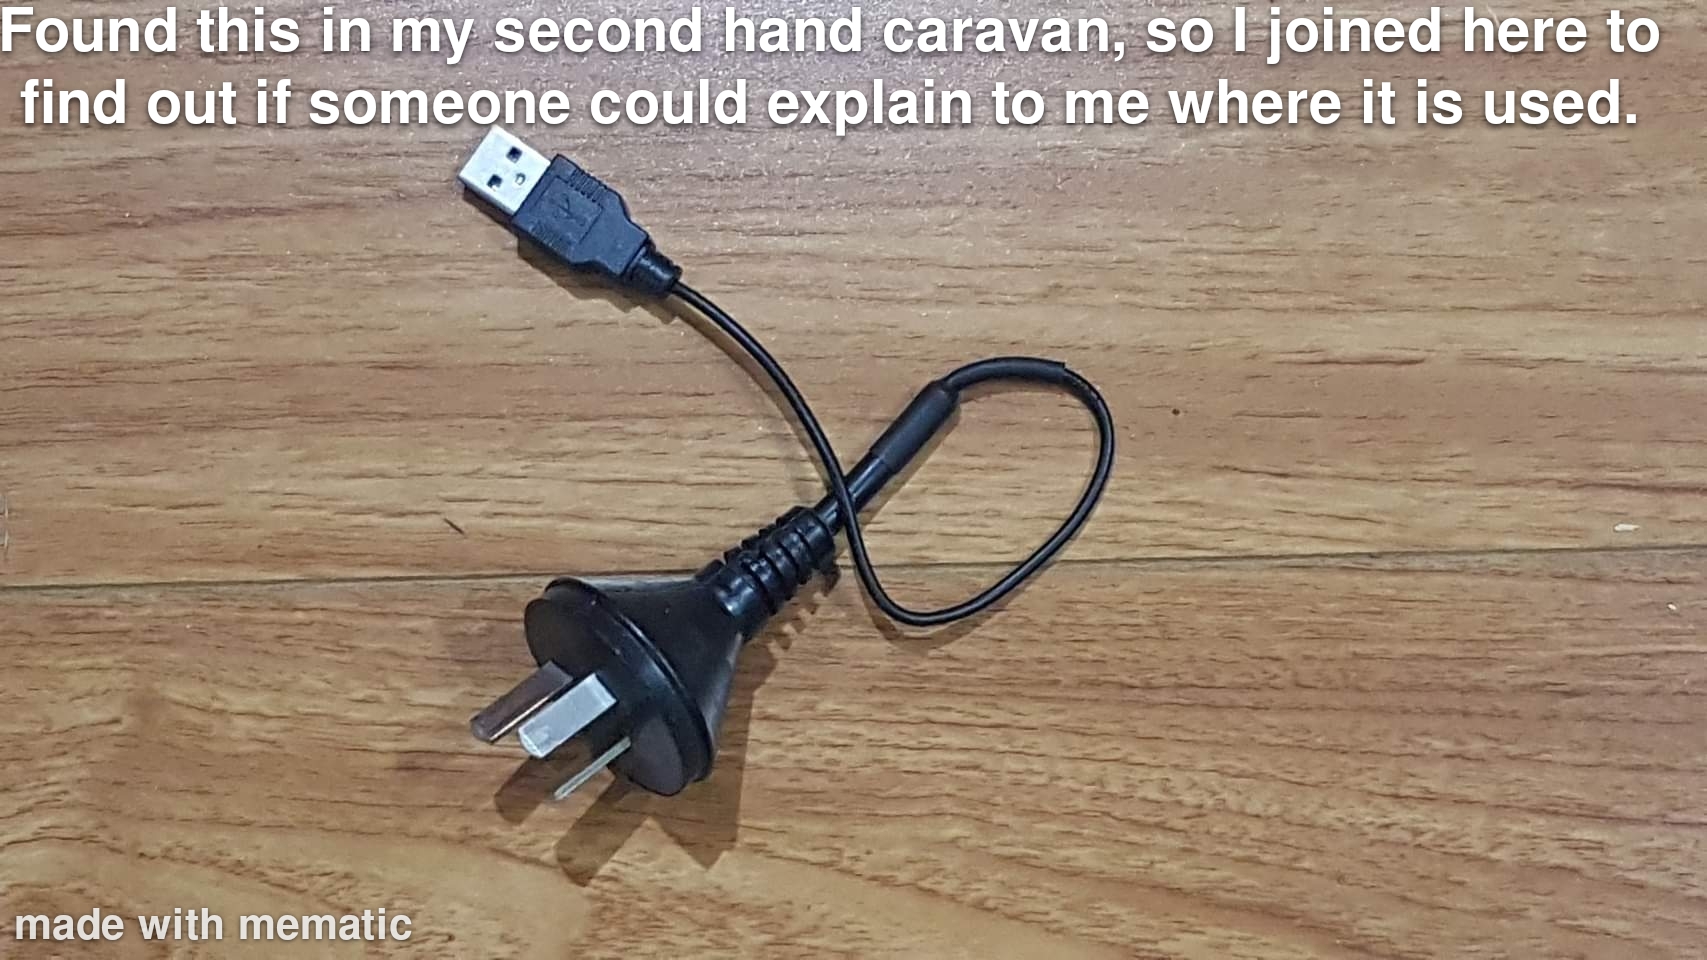 Found this in my second hand caravan, so I joined here to
find out if someone could explain to me where it is used.
made with mematic